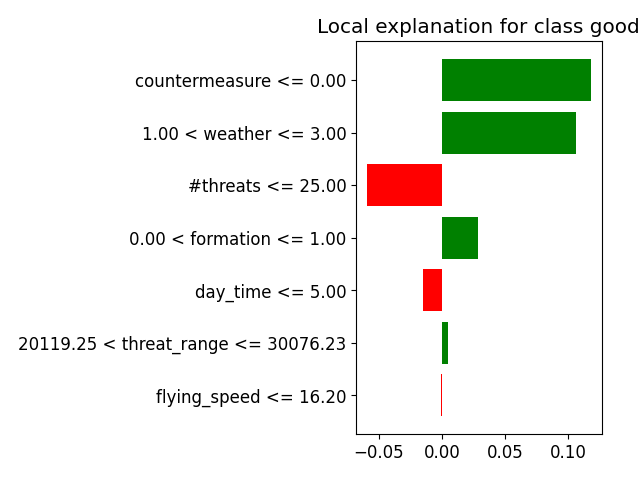 Local explanation for class good
countermeasure <= 0.00
1.00 < weather <= 3.00
#threats <= 25.00
0.00 < formation <= 1.00
day_time <= 5.00
20119.25 < threat_range <= 30076.23
flying_speed <= 16.20
−0.05 0.00 0.05 0.10